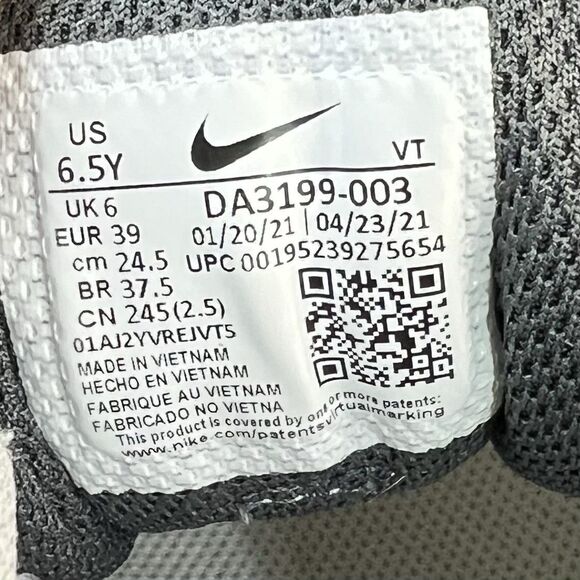 US
6.5Y
VT
UK 6
DA3199-003
EUR 39
01/20/21 | 04/23/21
cm 24.5
UPC 00195239275654
BR 37.5
CN 245(2.5)
01AJ2YVREJVT5
MADE IN VIETNAM
HECHO EN VIETNAM
FABRIQUE AU VIETNAM
FABRICADO NO VIETNA
This product is covered by one or more patents:
www.nike.com/patentsvirtualmarking